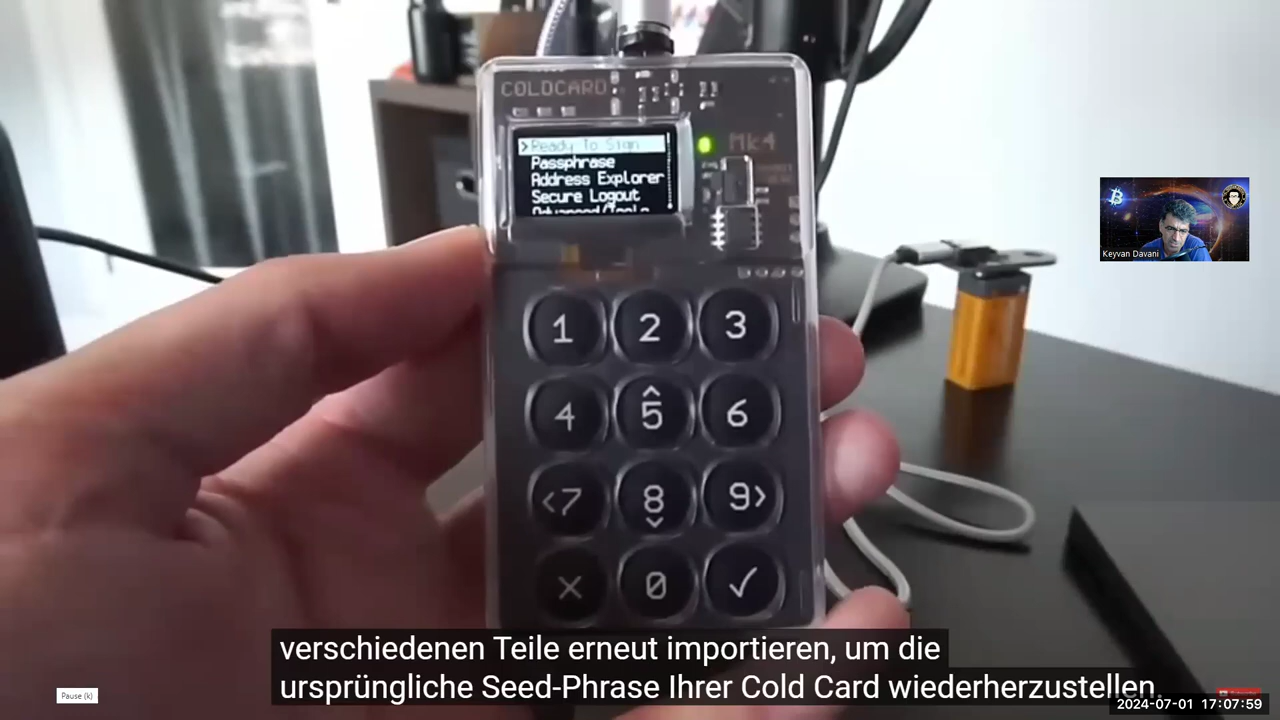 COLDCARD
Mk4
>Ready To Sign
Passphrase
Address Explorer
Secure Logout
Advanced/Tools
Keyvan Davani
1 2 3
4 5 6
<7 8 9>
× 0 ✓
verschiedenen Teile erneut importieren, um die
ursprüngliche Seed-Phrase Ihrer Cold Card wiederherzustellen.
Pause (k)
2024-07-01 17:07:59